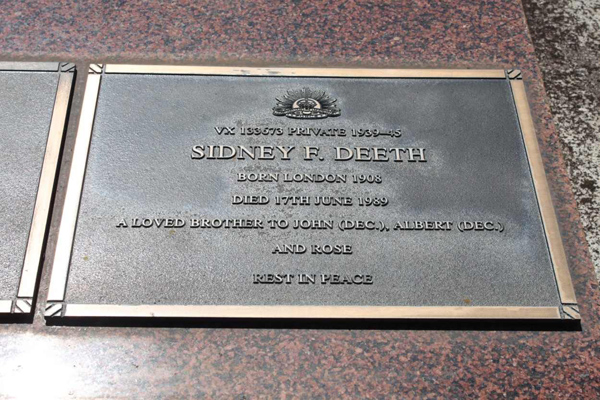 VX 133673 PRIVATE 1939–45
SIDNEY F. DEETH
BORN LONDON 1908
DIED 17TH JUNE 1989
A LOVED BROTHER TO JOHN (DEC.), ALBERT (DEC.)
AND ROSE
REST IN PEACE